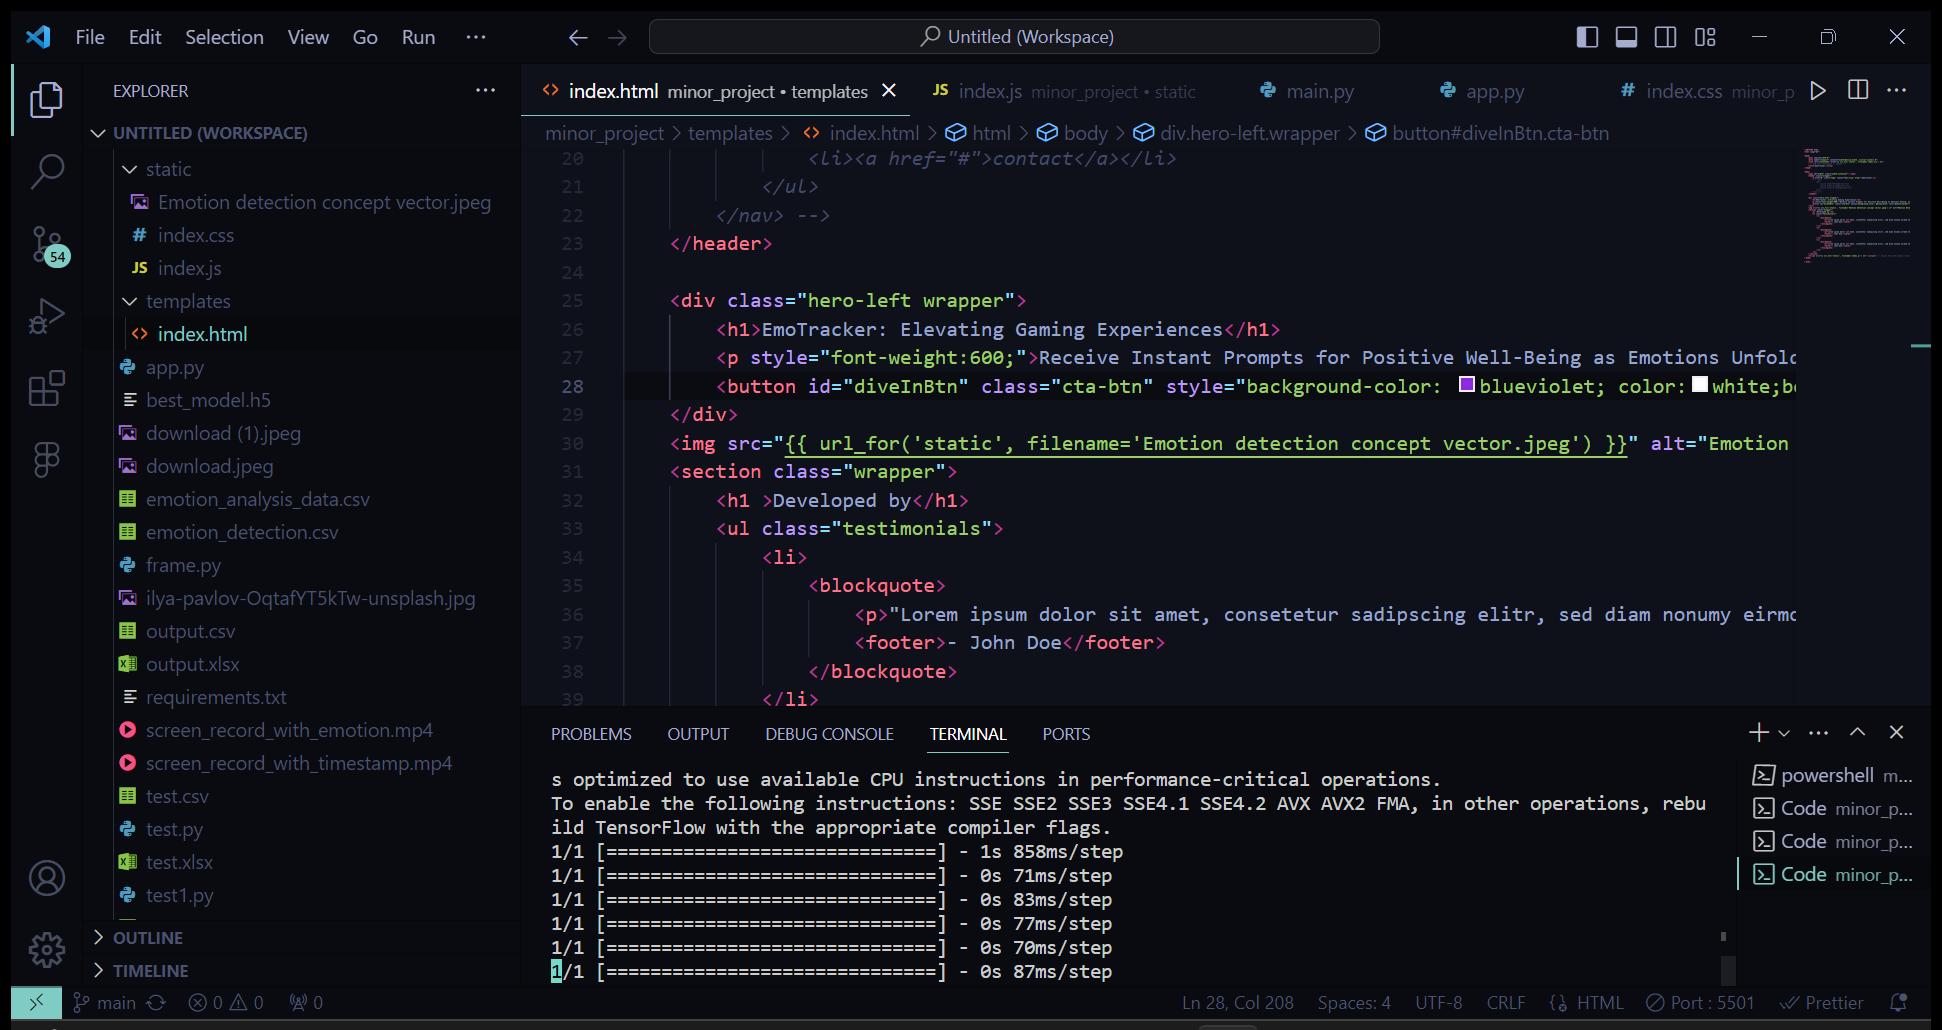 File Edit Selection View Go Run ···
Untitled (Workspace)
EXPLORER ···
UNTITLED (WORKSPACE)
static
Emotion detection concept vector.jpeg
# index.css
JS index.js
templates
<> index.html
app.py
best_model.h5
download (1).jpeg
download.jpeg
emotion_analysis_data.csv
emotion_detection.csv
frame.py
ilya-pavlov-OqtafYT5kTw-unsplash.jpg
output.csv
output.xlsx
requirements.txt
screen_record_with_emotion.mp4
screen_record_with_timestamp.mp4
test.csv
test.py
test.xlsx
test1.py
OUTLINE
TIMELINE
54
<> index.html minor_project • templates
JS index.js minor_project • static
main.py
app.py
# index.css minor_p
minor_project > templates > <> index.html > html > body > div.hero-left.wrapper > button#diveInBtn.cta-btn
20 <li><a href="#">contact</a></li>
21 </ul>
22 </nav> -->
23 </header>
24
25 <div class="hero-left wrapper">
26 <h1>EmoTracker: Elevating Gaming Experiences</h1>
27 <p style="font-weight:600;">Receive Instant Prompts for Positive Well-Being as Emotions Unfol
28 <button id="diveInBtn" class="cta-btn" style="background-color: blueviolet; color: white;b
29 </div>
30 <img src="{{ url_for('static', filename='Emotion detection concept vector.jpeg') }}" alt="Emotion
31 <section class="wrapper">
32 <h1 >Developed by</h1>
33 <ul class="testimonials">
34 <li>
35 <blockquote>
36 <p>"Lorem ipsum dolor sit amet, consetetur sadipscing elitr, sed diam nonumy eirmo
37 <footer>- John Doe</footer>
38 </blockquote>
39 </li>
PROBLEMS OUTPUT DEBUG CONSOLE TERMINAL PORTS
s optimized to use available CPU instructions in performance-critical operations.
To enable the following instructions: SSE SSE2 SSE3 SSE4.1 SSE4.2 AVX AVX2 FMA, in other operations, rebu
ild TensorFlow with the appropriate compiler flags.
1/1 [==============================] - 1s 858ms/step
1/1 [==============================] - 0s 71ms/step
1/1 [==============================] - 0s 83ms/step
1/1 [==============================] - 0s 77ms/step
1/1 [==============================] - 0s 70ms/step
1/1 [==============================] - 0s 87ms/step
powershell m...
Code minor_p...
Code minor_p...
Code minor_p...
main 0 0 0 Ln 28, Col 208 Spaces: 4 UTF-8 CRLF HTML Port : 5501 Prettier